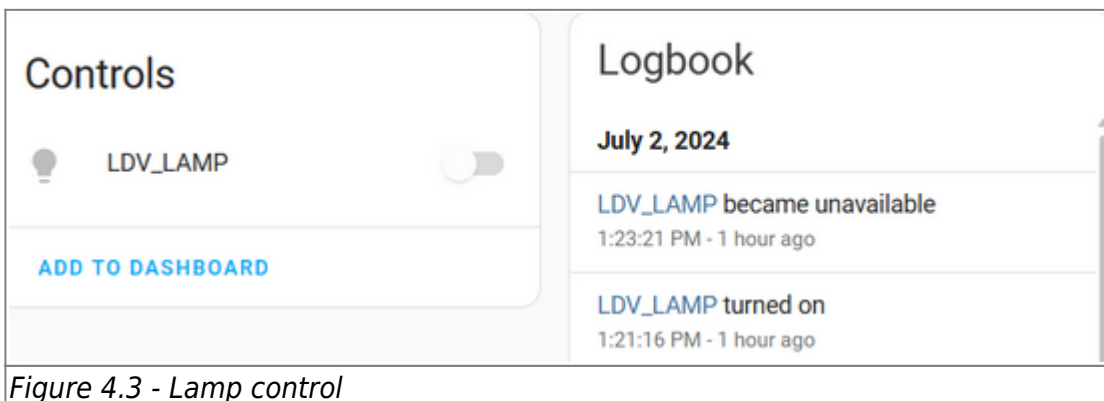 Controls
LDV_LAMP
ADD TO DASHBOARD
Logbook
July 2, 2024
LDV_LAMP became unavailable
1:23:21 PM - 1 hour ago
LDV_LAMP turned on
1:21:16 PM - 1 hour ago
Figure 4.3 - Lamp control